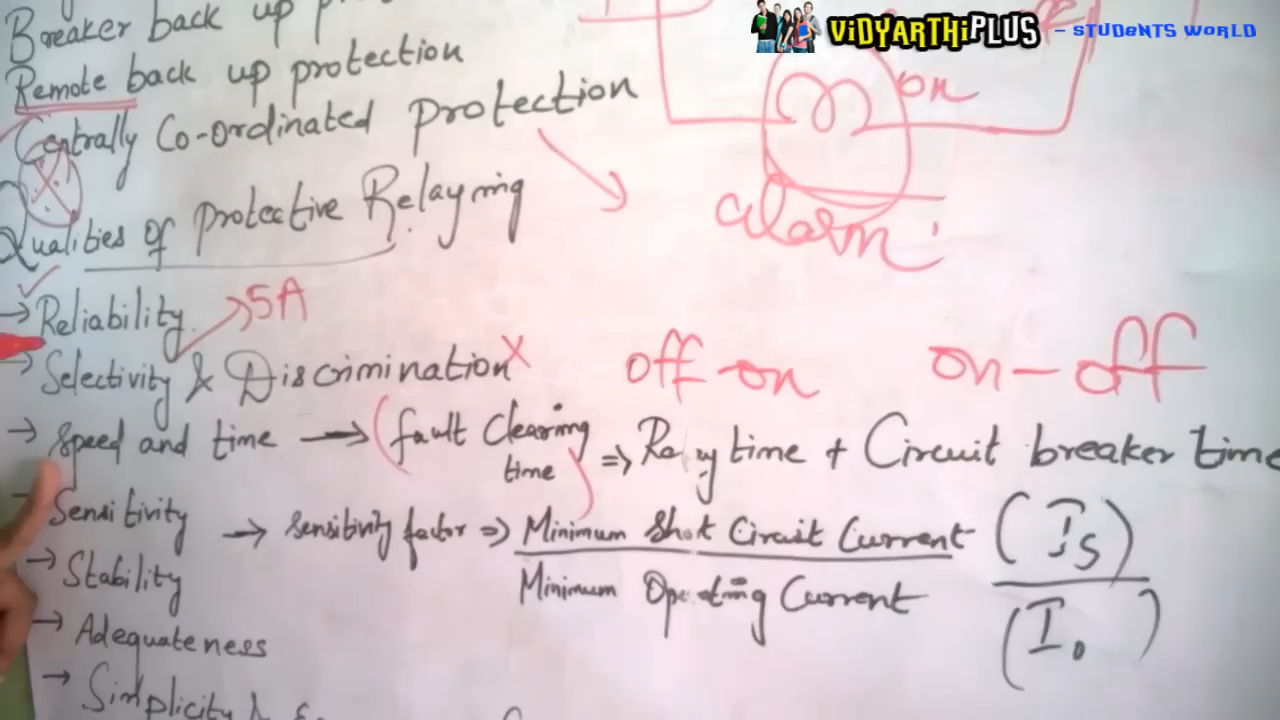 ViDYARTHiPLUS - STUDeNTS WORLD
Breaker back up
Remote back up protection
on
Centrally Co-ordinated protection
alarm
Qualities of protective Relaying
→ Reliability
5A
→ Selectivity & Discrimination X
off - on
on - off
→ Speed and time → (fault Clearing time) ⇒ Relay time + Circuit breaker time
→ Sensitivity → sensitivity factor ⇒ Minimum Short Circuit Current (Is)
Minimum Operating Current (Io)
→ Stability
→ Adequateness
→ Simplicity &